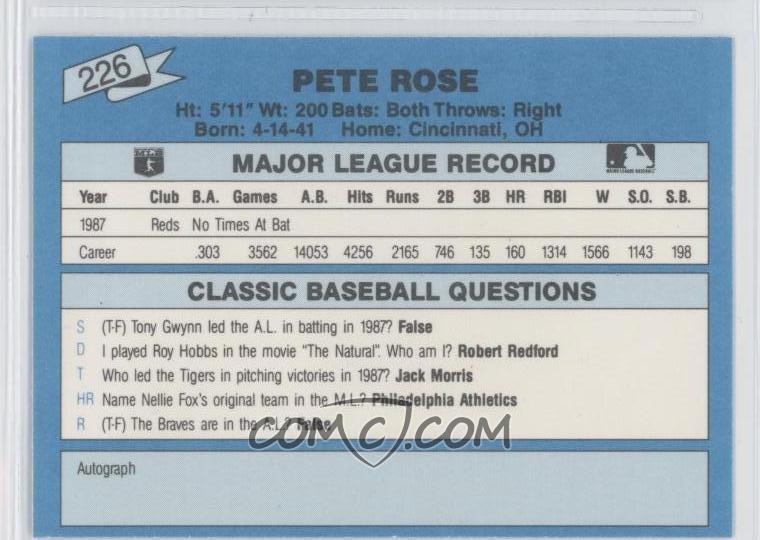 226
PETE ROSE
Ht: 5'11" Wt: 200 Bats: Both Throws: Right
Born: 4-14-41 Home: Cincinnati, OH
MAJOR LEAGUE RECORD
MAJOR LEAGUE BASEBALL
Year Club B.A. Games A.B. Hits Runs 2B 3B HR RBI W S.O. S.B.
1987 Reds No Times At Bat
Career .303 3562 14053 4256 2165 746 135 160 1314 1566 1143 198
CLASSIC BASEBALL QUESTIONS
S (T-F) Tony Gwynn led the A.L. in batting in 1987? False
D I played Roy Hobbs in the movie "The Natural". Who am I? Robert Redford
T Who led the Tigers in pitching victories in 1987? Jack Morris
HR Name Nellie Fox's original team in the M.L.? Philadelphia Athletics
R (T-F) The Braves are in the A.L.? False
COMC.COM
Autograph